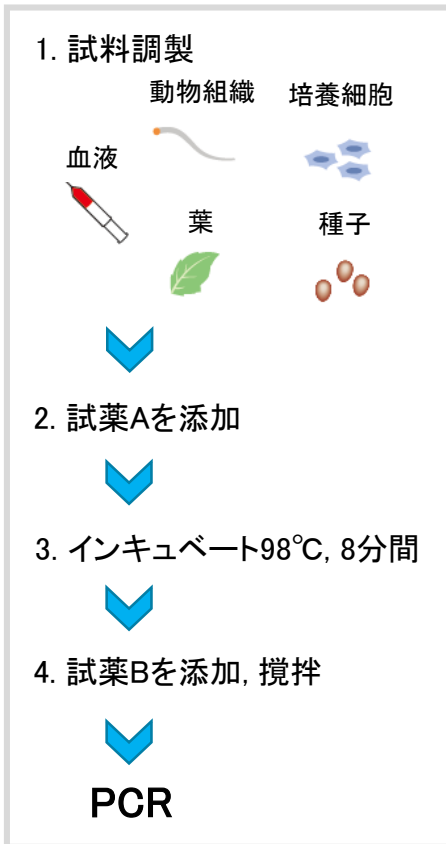 1. 試料調製
動物組織
培養細胞
血液
葉
種子
2. 試薬Aを添加
3. インキュベート98℃, 8分間
4. 試薬Bを添加, 撹拌
PCR